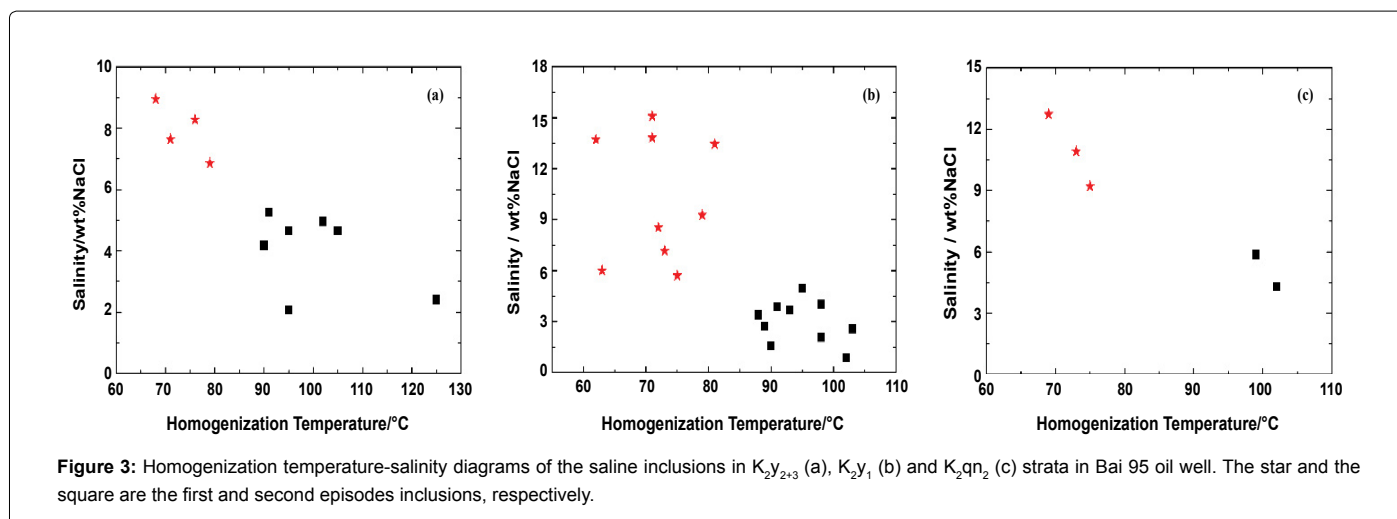 10
8
6
4
2
0
Salinity/wt%NaCl
(a)
60 70 80 90 100 110 120 130
Homogenization Temperature/°C
18
15
12
9
6
3
0
Salinity / wt%NaCl
(b)
60 70 80 90 100 110
Homogenization Temperature/°C
15
12
9
6
3
0
Salinity / wt%NaCl
(c)
60 70 80 90 100 110
Homogenization Temperature/°C
Figure 3: Homogenization temperature-salinity diagrams of the saline inclusions in K₂y₂₊₃ (a), K₂y₁ (b) and K₂qn₂ (c) strata in Bai 95 oil well. The star and the
square are the first and second episodes inclusions, respectively.